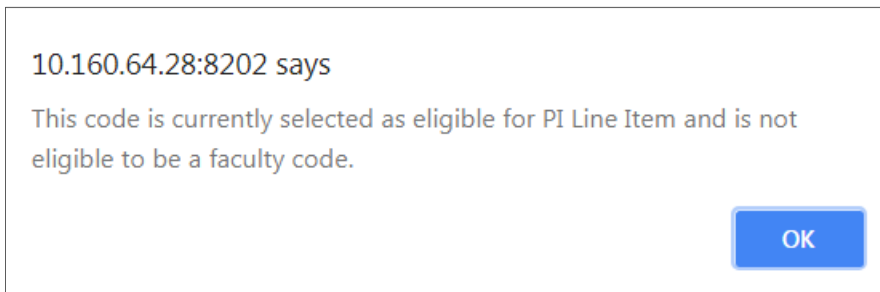 10.160.64.28:8202 says
This code is currently selected as eligible for PI Line Item and is not
eligible to be a faculty code.
OK